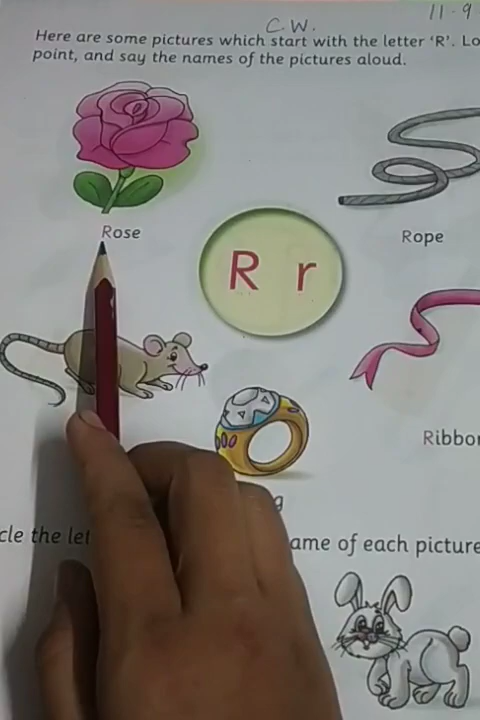 C.W.
11.9
Here are some pictures which start with the letter 'R'. Lo
point, and say the names of the pictures aloud.
Rose
Rope
R r
Ribbo
g
cle the le
ame of each picture